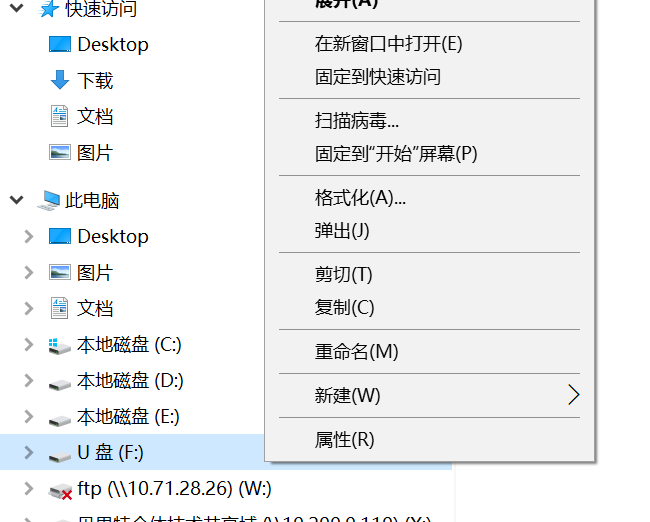 快速访问
Desktop
下载
文档
图片
此电脑
Desktop
图片
文档
本地磁盘 (C:)
本地磁盘 (D:)
本地磁盘 (E:)
U 盘 (F:)
ftp (\\10.71.28.26) (W:)
展开(A)
在新窗口中打开(E)
固定到快速访问
扫描病毒...
固定到“开始”屏幕(P)
格式化(A)...
弹出(J)
剪切(T)
复制(C)
重命名(M)
新建(W)
属性(R)